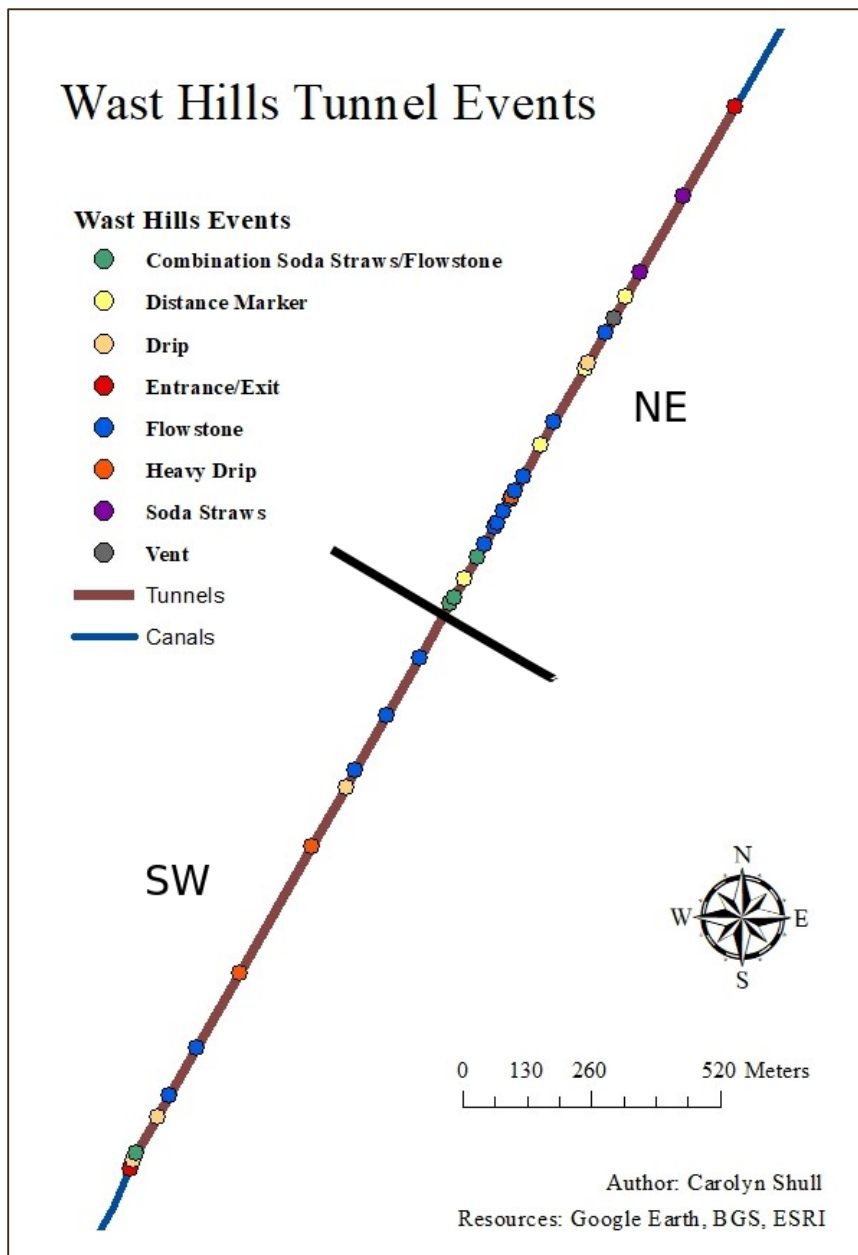 Wast Hills Tunnel Events
Wast Hills Events
Combination Soda Straws/Flowstone
Distance Marker
Drip
Entrance/Exit
Flowstone
Heavy Drip
Soda Straws
Vent
Tunnels
Canals
NE
SW
N
W E
S
0 130 260 520 Meters
Author: Carolyn Shull
Resources: Google Earth, BGS, ESRI